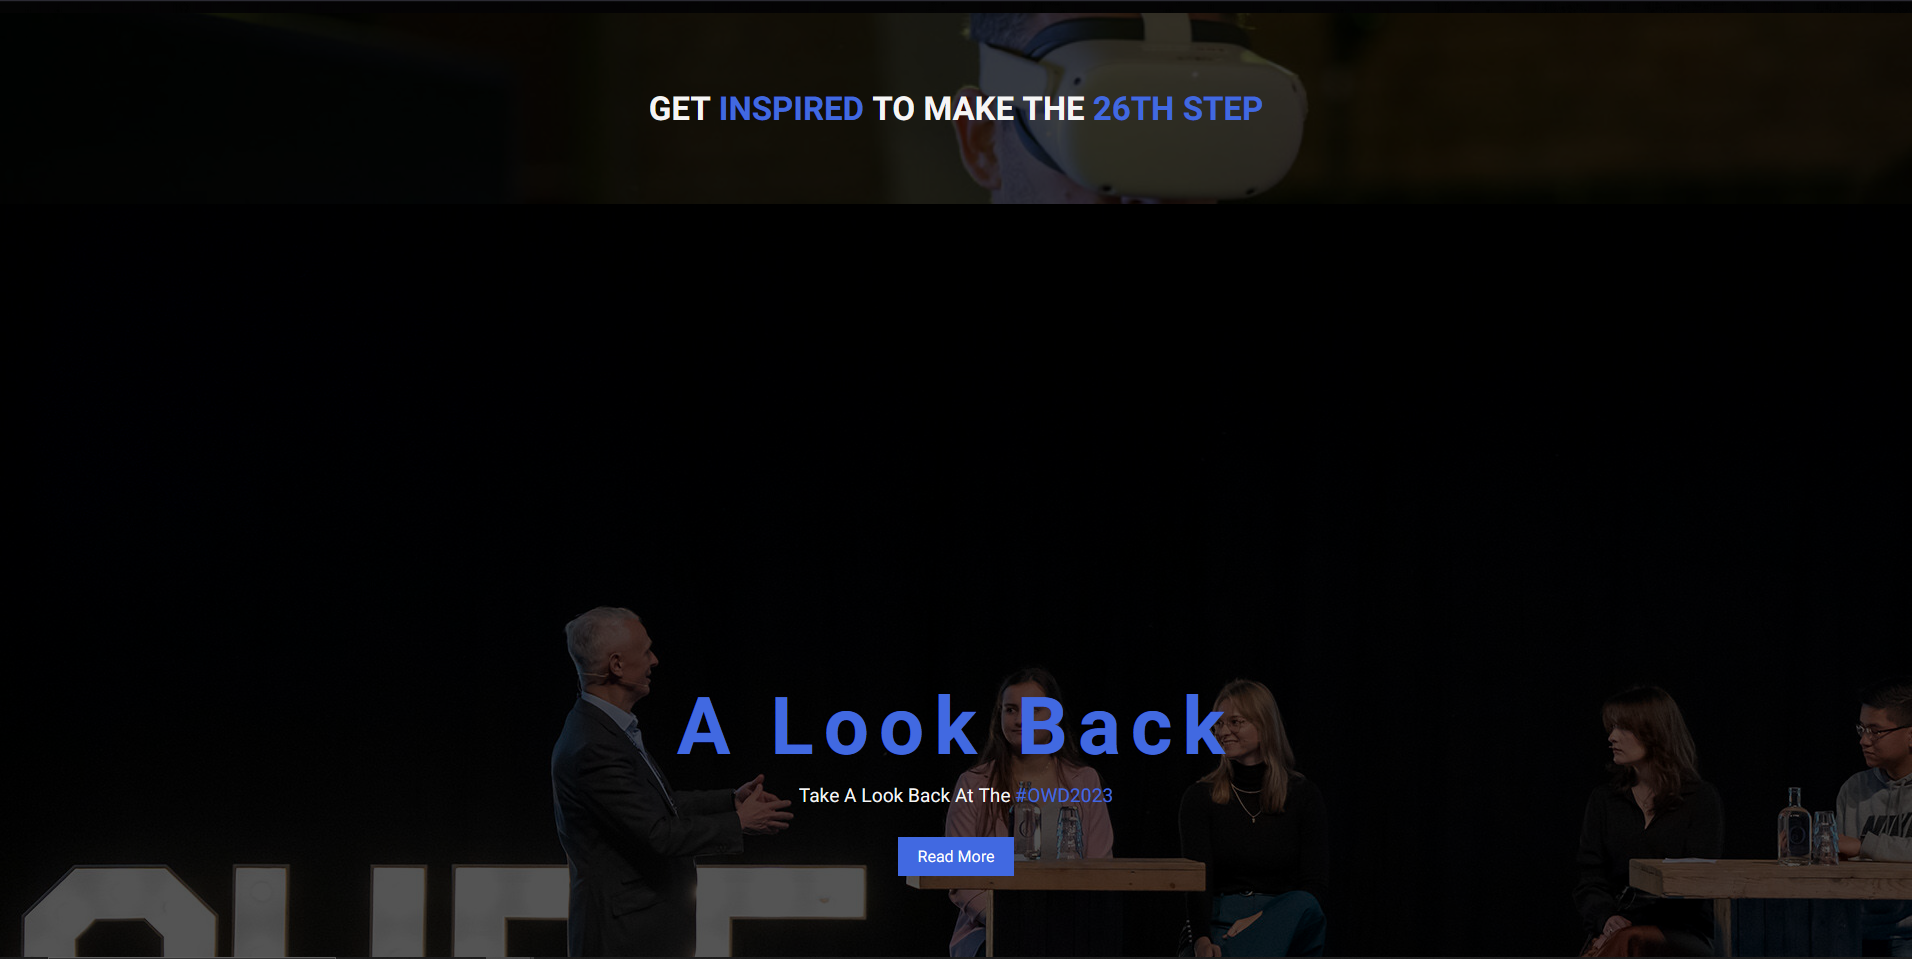 GET INSPIRED TO MAKE THE 26TH STEP
A Look Back
Take A Look Back At The #OWD2023
Read More